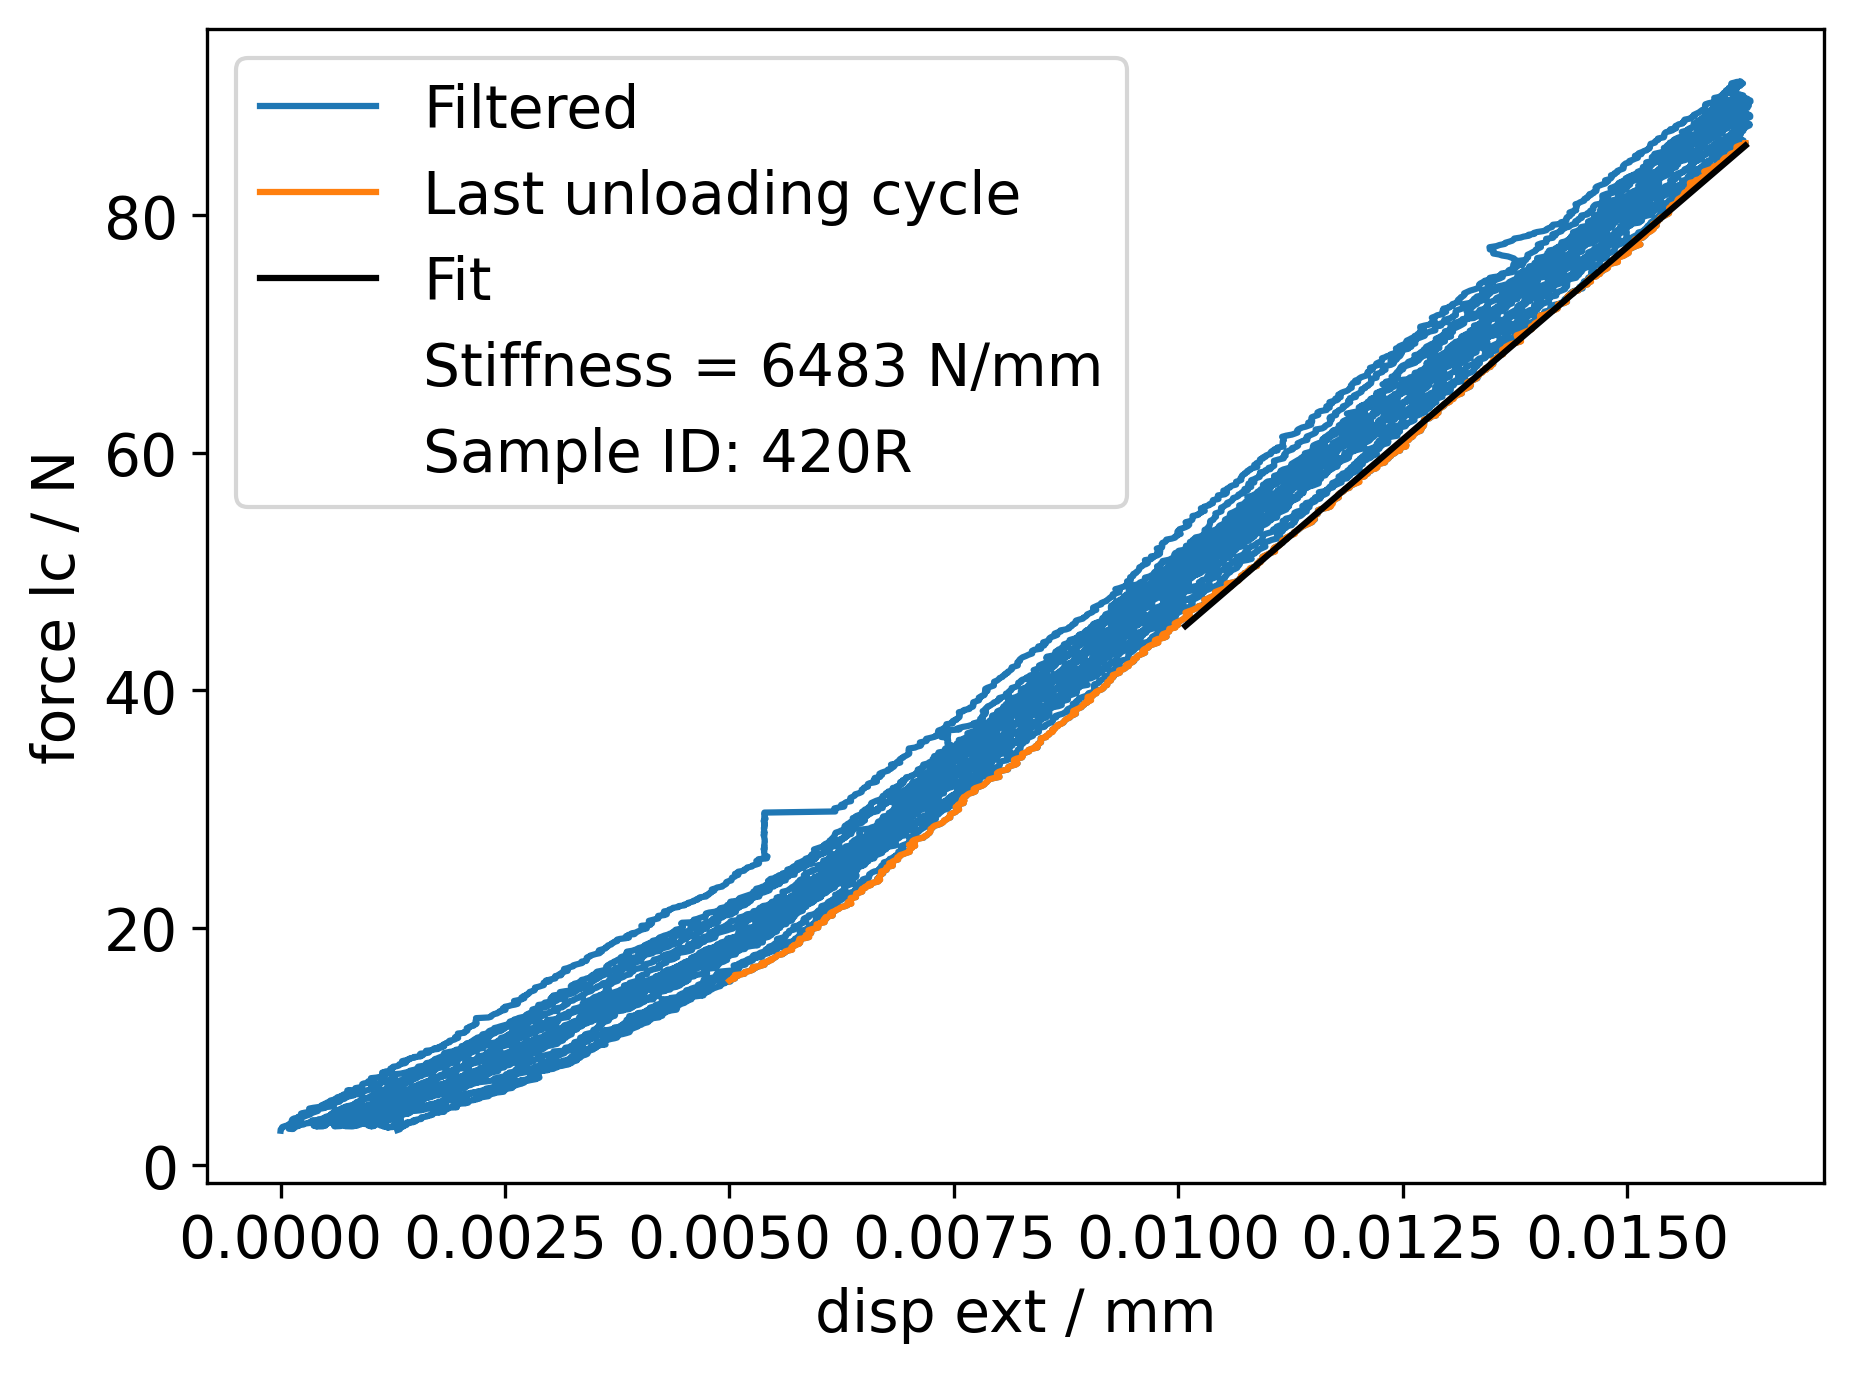 Filtered
Last unloading cycle
Fit
Stiffness = 6483 N/mm
Sample ID: 420R
80
60
40
20
0
force lc / N
0.0000 0.0025 0.0050 0.0075 0.0100 0.0125 0.0150
disp ext / mm